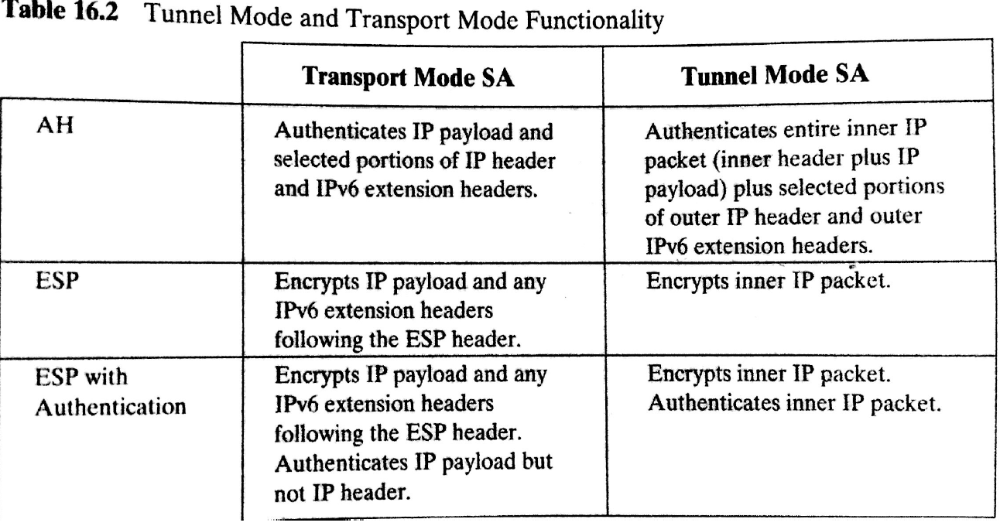 Table 16.2 Tunnel Mode and Transport Mode Functionality
Transport Mode SA
Tunnel Mode SA
AH
Authenticates IP payload and
selected portions of IP header
and IPv6 extension headers.
Authenticates entire inner IP
packet (inner header plus IP
payload) plus selected portions
of outer IP header and outer
IPv6 extension headers.
ESP
Encrypts IP payload and any
IPv6 extension headers
following the ESP header.
Encrypts inner IP packet.
ESP with
Authentication
Encrypts IP payload and any
IPv6 extension headers
following the ESP header.
Authenticates IP payload but
not IP header.
Encrypts inner IP packet.
Authenticates inner IP packet.